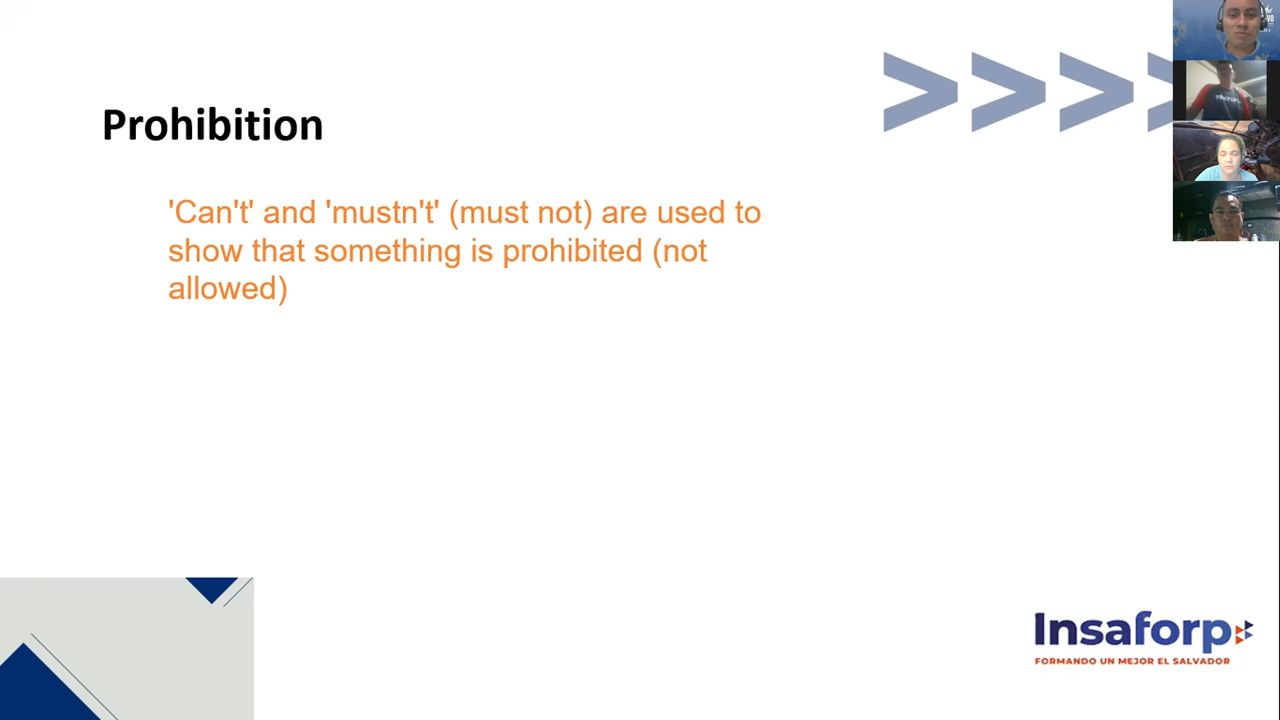 Prohibition
'Can't' and 'mustn't' (must not) are used to
show that something is prohibited (not
allowed)
Insaforp
FORMANDO UN MEJOR EL SALVADOR